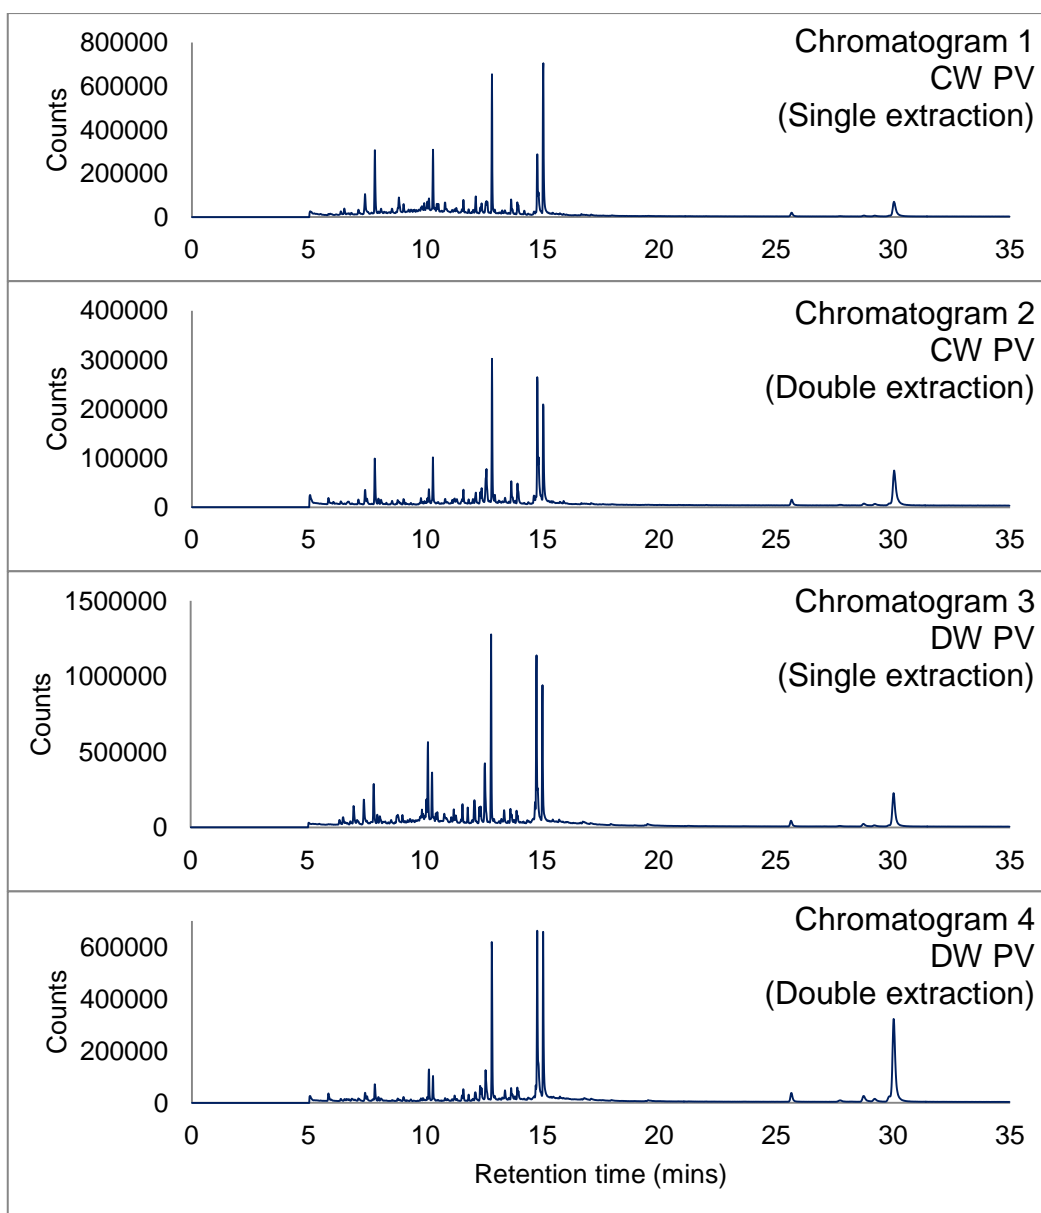 Chromatogram 1
CW PV
(Single extraction)
Counts
800000
600000
400000
200000
0
0 5 10 15 20 25 30 35
Chromatogram 2
CW PV
(Double extraction)
Counts
400000
300000
200000
100000
0
0 5 10 15 20 25 30 35
Chromatogram 3
DW PV
(Single extraction)
Counts
1500000
1000000
500000
0
0 5 10 15 20 25 30 35
Chromatogram 4
DW PV
(Double extraction)
Counts
600000
400000
200000
0
0 5 10 15 20 25 30 35
Retention time (mins)